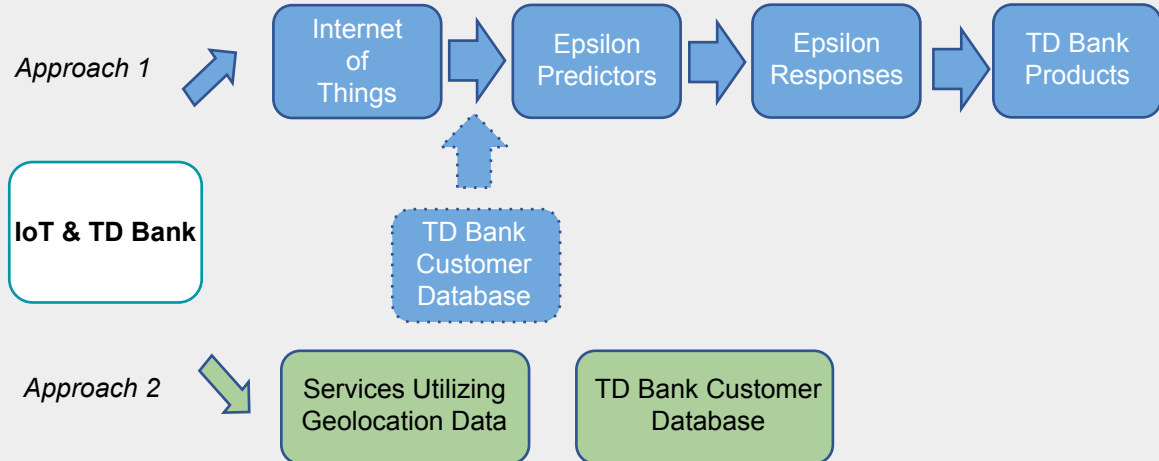 Approach 1
Internet
of
Things
Epsilon
Predictors
Epsilon
Responses
TD Bank
Products
IoT & TD Bank
TD Bank
Customer
Database
Approach 2
Services Utilizing
Geolocation Data
TD Bank Customer
Database